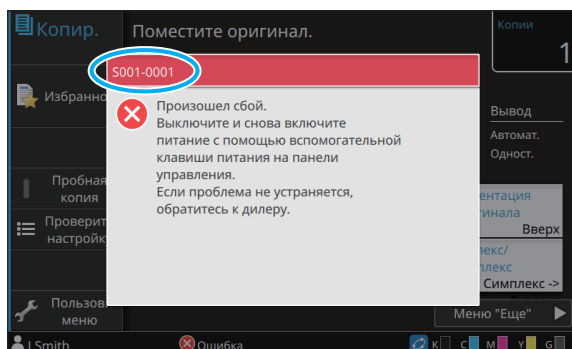 Копир.
Поместите оригинал.
Копии
1
S001-0001
Избранно
Произошел сбой.
Выключите и снова включите
питание с помощью вспомогательной
клавиши питания на панели
управления.
Если проблема не устраняется,
обратитесь к дилеру.
Вывод
Автомат.
Одност.
Пробная
копия
Проверит
настройк
ентация
гинала
Вверх
лекс/
плекс
Симплекс ->
Пользов.
меню
Меню "Еще"
J.Smith
Ошибка
K
C
M
Y
G